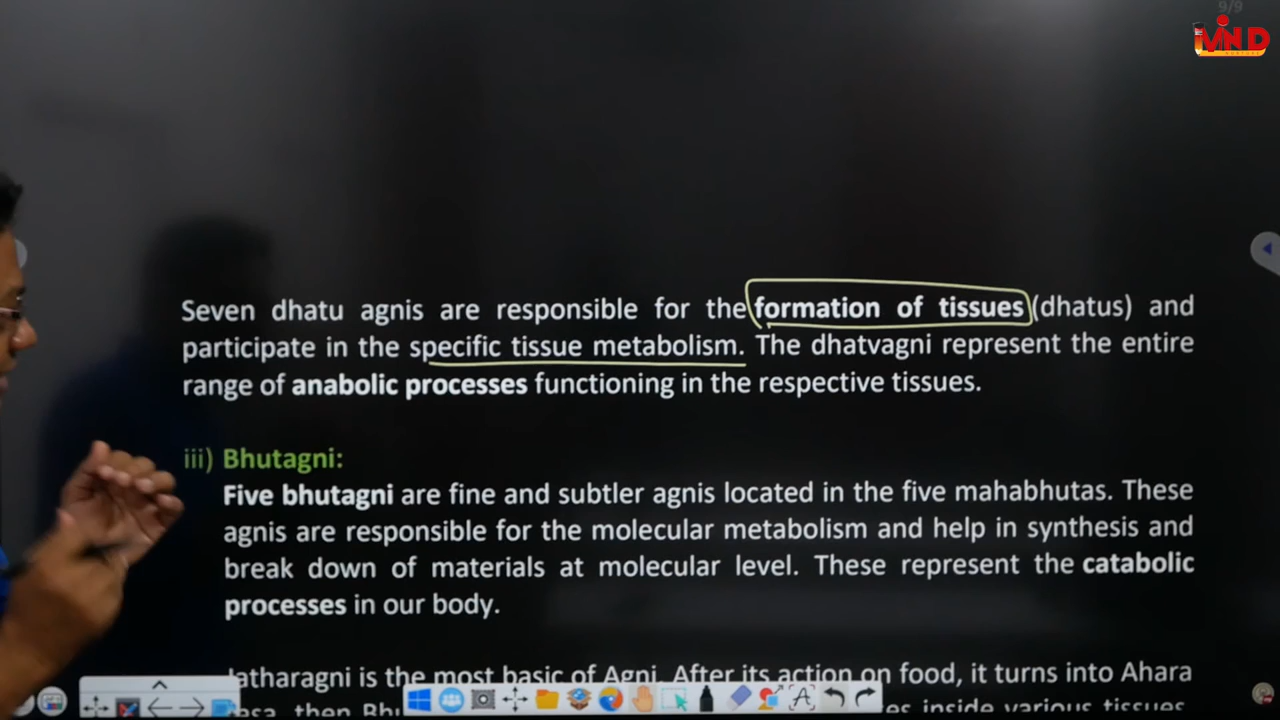 9/9
MIND
Seven dhatu agnis are responsible for the formation of tissues (dhatus) and
participate in the specific tissue metabolism. The dhatvagni represent the entire
range of anabolic processes functioning in the respective tissues.
iii) Bhutagni:
Five bhutagni are fine and subtler agnis located in the five mahabhutas. These
agnis are responsible for the molecular metabolism and help in synthesis and
break down of materials at molecular level. These represent the catabolic
processes in our body.
Jatharagni is the most basic of Agni. After its action on food, it turns into Ahara
then inside various tissues,